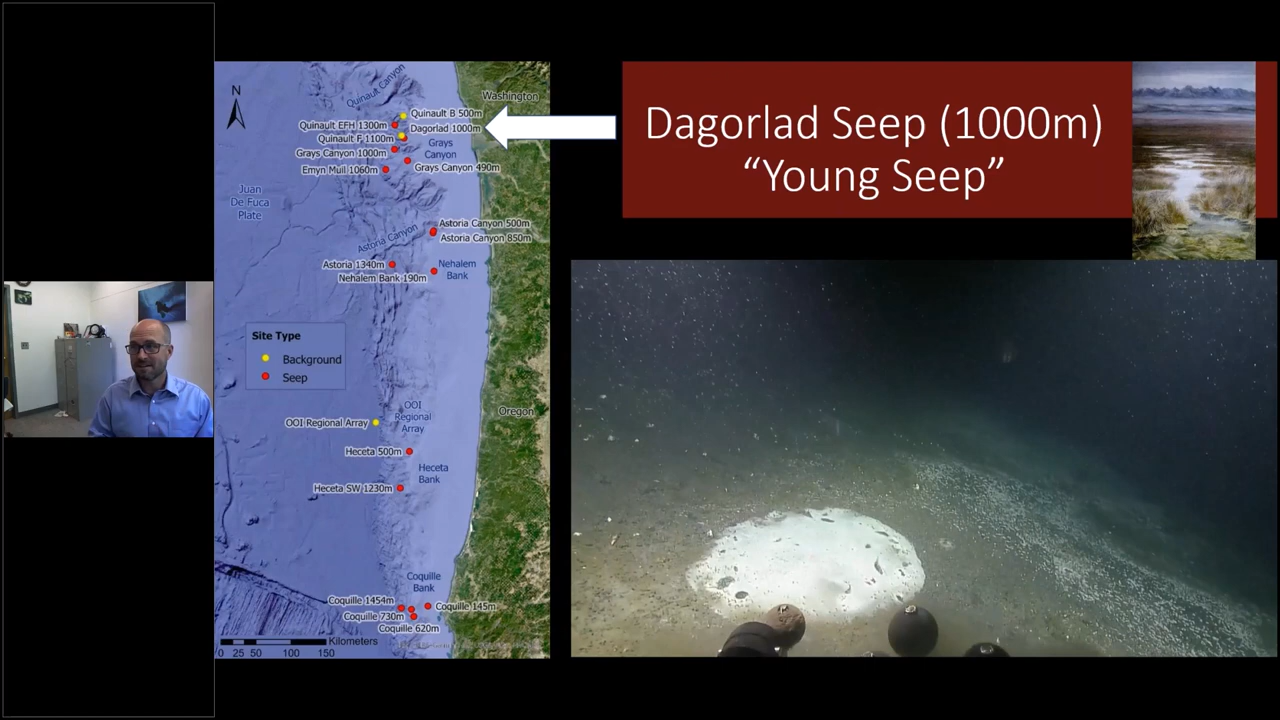 Dagorlad Seep (1000m)
“Young Seep”
N
Quinault Canyon
Washington
Quinault B 500m
Quinault EFH 1300m
Dagorlad 1000m
Quinault F 1100m
Grays Canyon 1000m
Grays
Canyon
Emyn Muil 1060m
Grays Canyon 490m
Juan
De Fuca
Plate
Astoria Canyon 500m
Astoria Canyon
Astoria Canyon 850m
Astoria 1340m
Nehalem
Bank
Nehalem Bank 190m
Site Type
Background
Seep
OOI
Regional
Array
Oregon
OOI Regional Array
Heceta 500m
Heceta
Bank
Heceta SW 1230m
Coquille
Bank
Coquille 1454m
Coquille 145m
Coquille 730m
Coquille 620m
Kilometers
0 25 50 100 150